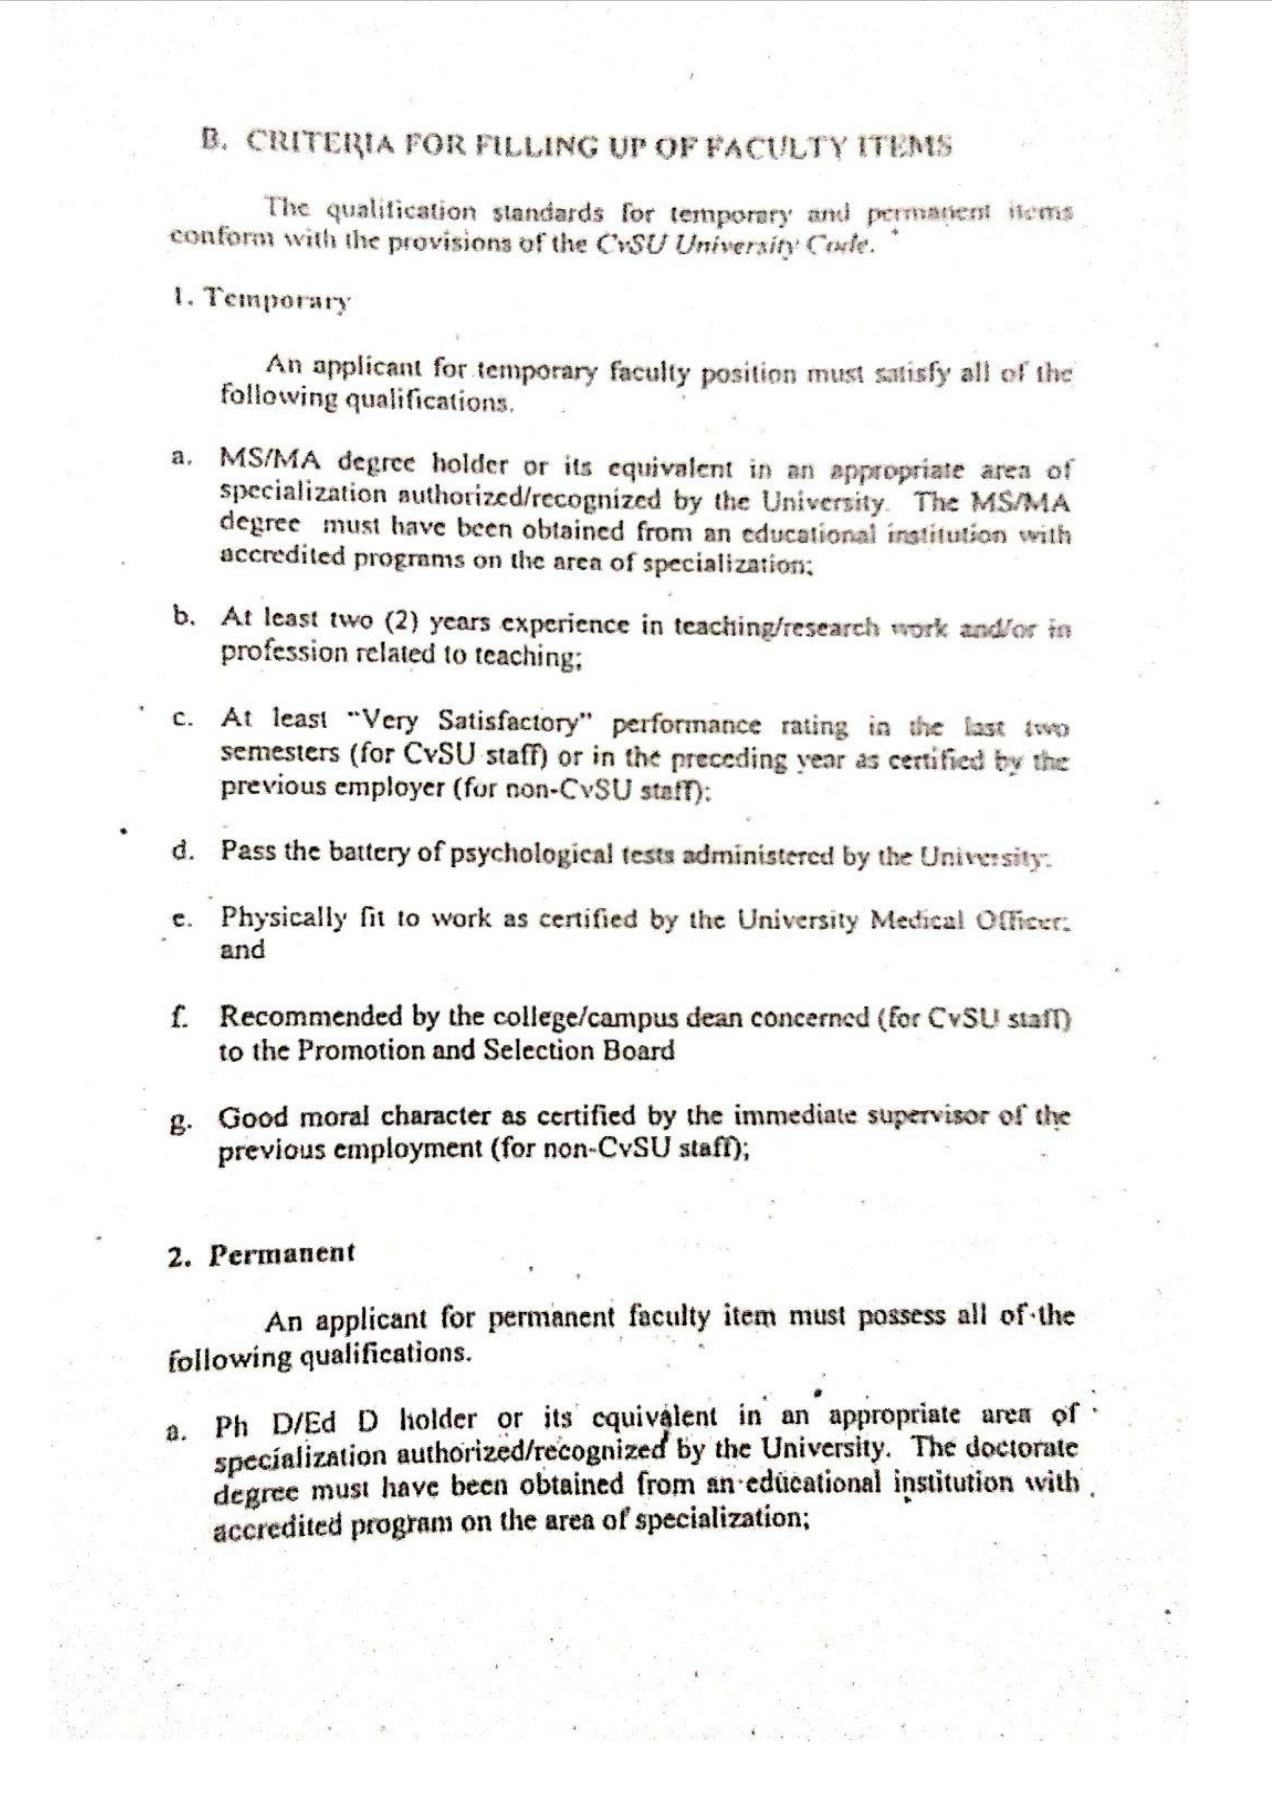 B. CRITERIA FOR FILLING UP OF FACULTY ITEMS
The qualification standards for temporary and permanent items
conform with the provisions of the CvSU University Code.
1. Temporary
An applicant for temporary faculty position must satisfy all of the
following qualifications.
a. MS/MA degree holder or its equivalent in an appropriate area of
specialization authorized/recognized by the University. The MS/MA
degree must have been obtained from an educational institution with
accredited programs on the area of specialization;
b. At least two (2) years experience in teaching/research work and/or in
profession related to teaching;
c. At least "Very Satisfactory" performance rating in the last two
semesters (for CvSU staff) or in the preceding year as certified by the
previous employer (for non-CvSU staff);
d. Pass the battery of psychological tests administered by the University;
e. Physically fit to work as certified by the University Medical Officer;
and
f. Recommended by the college/campus dean concerned (for CvSU staff)
to the Promotion and Selection Board
g. Good moral character as certified by the immediate supervisor of the
previous employment (for non-CvSU staff);
2. Permanent
An applicant for permanent faculty item must possess all of the
following qualifications.
a. Ph D/Ed D holder or its equivalent in an appropriate area of
specialization authorized/recognized by the University. The doctorate
degree must have been obtained from an educational institution with
accredited program on the area of specialization;